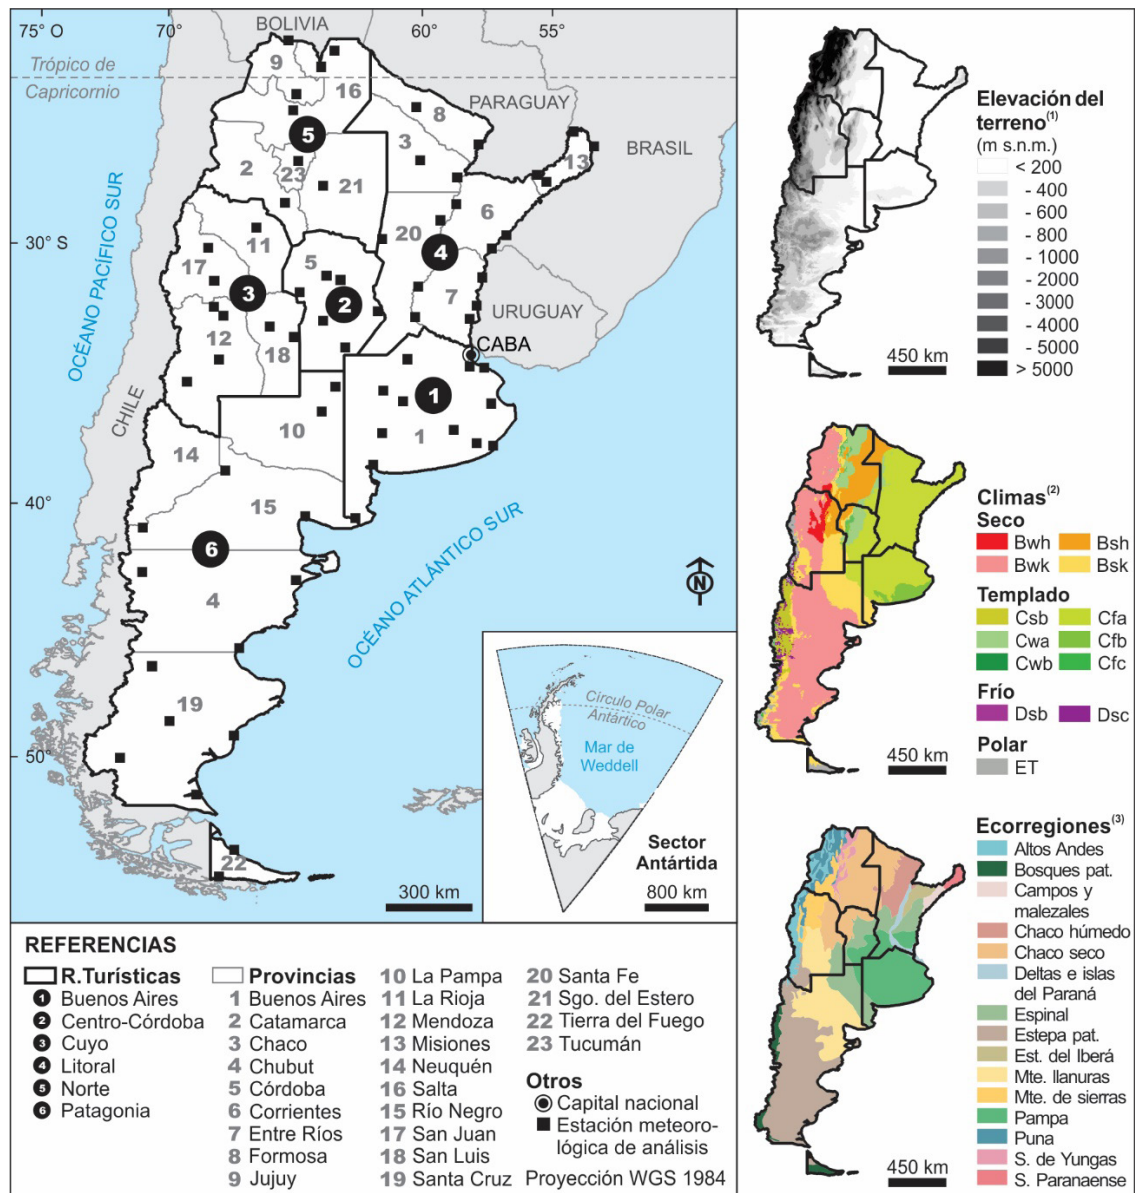 75° O
70°
60°
55°
BOLIVIA
Trópico de
Capricornio
PARAGUAY
BRASIL
9
16
8
5
3
13
2
23
21
6
OCÉANO PACÍFICO SUR
30° S
11
20
4
5
17
3
2
7
URUGUAY
12
18
CABA
CHILE
1
10
1
14
40°
15
OCÉANO ATLÁNTICO SUR
6
4
N
19
50°
22
300 km
Círculo Polar
Antártico
Mar de
Weddell
Sector
Antártida
800 km
REFERENCIAS
R.Turísticas
1 Buenos Aires
2 Centro-Córdoba
3 Cuyo
4 Litoral
5 Norte
6 Patagonia
Provincias
1 Buenos Aires
2 Catamarca
3 Chaco
4 Chubut
5 Córdoba
6 Corrientes
7 Entre Ríos
8 Formosa
9 Jujuy
10 La Pampa
11 La Rioja
12 Mendoza
13 Misiones
14 Neuquén
16 Salta
15 Río Negro
17 San Juan
18 San Luis
19 Santa Cruz
20 Santa Fe
21 Sgo. del Estero
22 Tierra del Fuego
23 Tucumán
Otros
Capital nacional
Estación meteoro-
lógica de análisis
Proyección WGS 1984
Elevación del
terreno(1)
(m s.n.m.)
< 200
- 400
- 600
- 800
- 1000
- 2000
- 3000
- 4000
- 5000
> 5000
450 km
Climas(2)
Seco
Bwh
Bsh
Bwk
Bsk
Templado
Csb
Cfa
Cwa
Cfb
Cwb
Cfc
Frío
Dsb
Dsc
Polar
ET
450 km
Ecorregiones(3)
Altos Andes
Bosques pat.
Campos y
malezales
Chaco húmedo
Chaco seco
Deltas e islas
del Paraná
Espinal
Estepa pat.
Est. del Iberá
Mte. llanuras
Mte. de sierras
Pampa
Puna
S. de Yungas
S. Paranaense
450 km